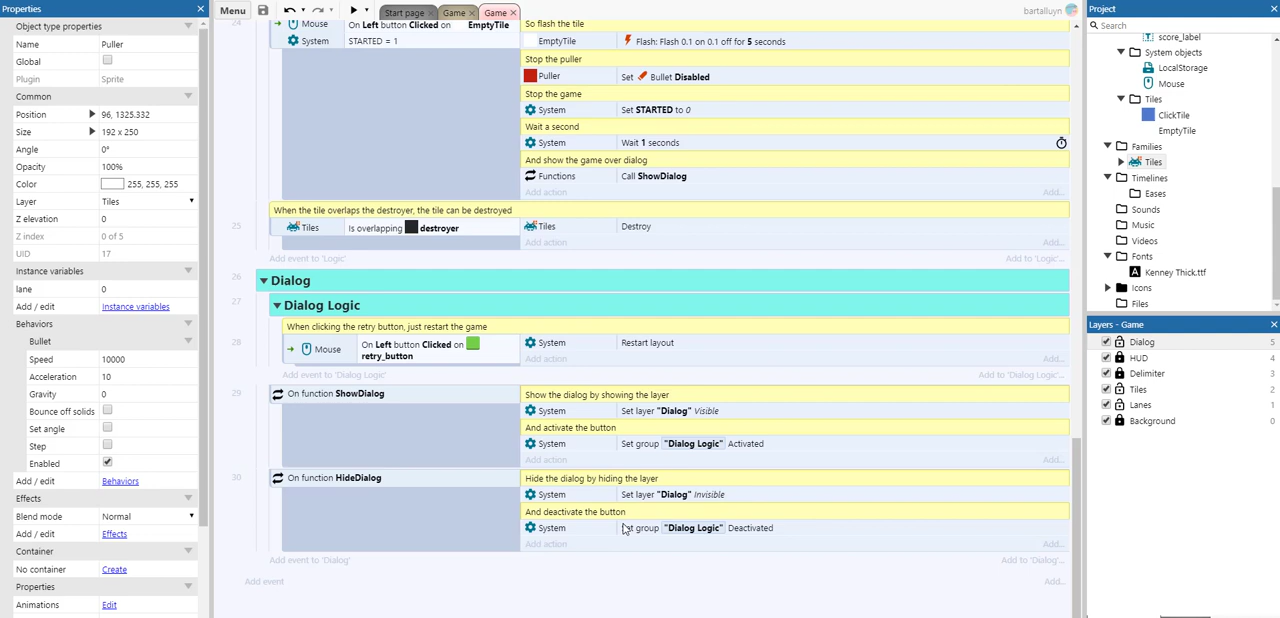 Properties
Menu
Start page
Game
Game
bartalluyn
Project
Object type properties
Name Puller
Global
Plugin Sprite
Common
Position 96, 1325.332
Size 192 x 250
Angle 0°
Opacity 100%
Color 255, 255, 255
Layer Tiles
Z elevation 0
Z index 0 of 5
UID 17
Instance variables
lane 0
Add / edit Instance variables
Behaviors
Bullet
Speed 10000
Acceleration 10
Gravity 0
Bounce off solids
Set angle
Step
Enabled
Add / edit Behaviors
Effects
Blend mode Normal
Add / edit Effects
Container
No container Create
Properties
Animations Edit
24
Mouse On Left button Clicked on EmptyTile
System STARTED = 1
So flash the tile
EmptyTile Flash: Flash 0.1 on 0.1 off for 5 seconds
Stop the puller
Puller Set Bullet Disabled
Stop the game
System Set STARTED to 0
Wait a second
System Wait 1 seconds
And show the game over dialog
Functions Call ShowDialog
Add action Add...
When the tile overlaps the destroyer, the tile can be destroyed
25 Tiles Is overlapping destroyer
Tiles Destroy
Add action Add...
Add event to 'Logic' Add to 'Logic'...
26 Dialog
27 Dialog Logic
When clicking the retry button, just restart the game
28 Mouse On Left button Clicked on
retry_button
System Restart layout
Add action Add...
Add event to 'Dialog Logic' Add to 'Dialog Logic'...
29 On function ShowDialog
Show the dialog by showing the layer
System Set layer "Dialog" Visible
And activate the button
System Set group "Dialog Logic" Activated
Add action Add...
30 On function HideDialog
Hide the dialog by hiding the layer
System Set layer "Dialog" Invisible
And deactivate the button
System Set group "Dialog Logic" Deactivated
Add action Add...
Add event to 'Dialog' Add to 'Dialog'...
Add event Add...
Search
score_label
System objects
LocalStorage
Mouse
Tiles
ClickTile
EmptyTile
Families
Tiles
Timelines
Eases
Sounds
Music
Videos
Fonts
Kenney Thick.ttf
Icons
Files
Layers - Game
Dialog 5
HUD 4
Delimiter 3
Tiles 2
Lanes 1
Background 0